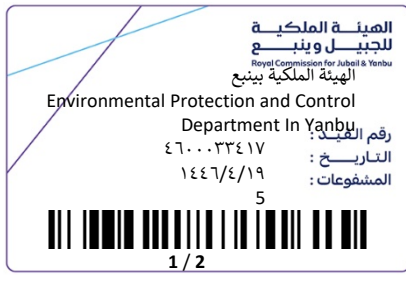 الهيئة الملكية
للجبيل وينبع
Royal Commission for Jubail & Yanbu
الهيئة الملكية بينبع
Environmental Protection and Control
Department In Yanbu
رقم القيد :
٤٦٠٠٠٣٣٤١٧
التاريخ :
١٤٤٦/٤/١٩
المشفوعات :
5
1 / 2